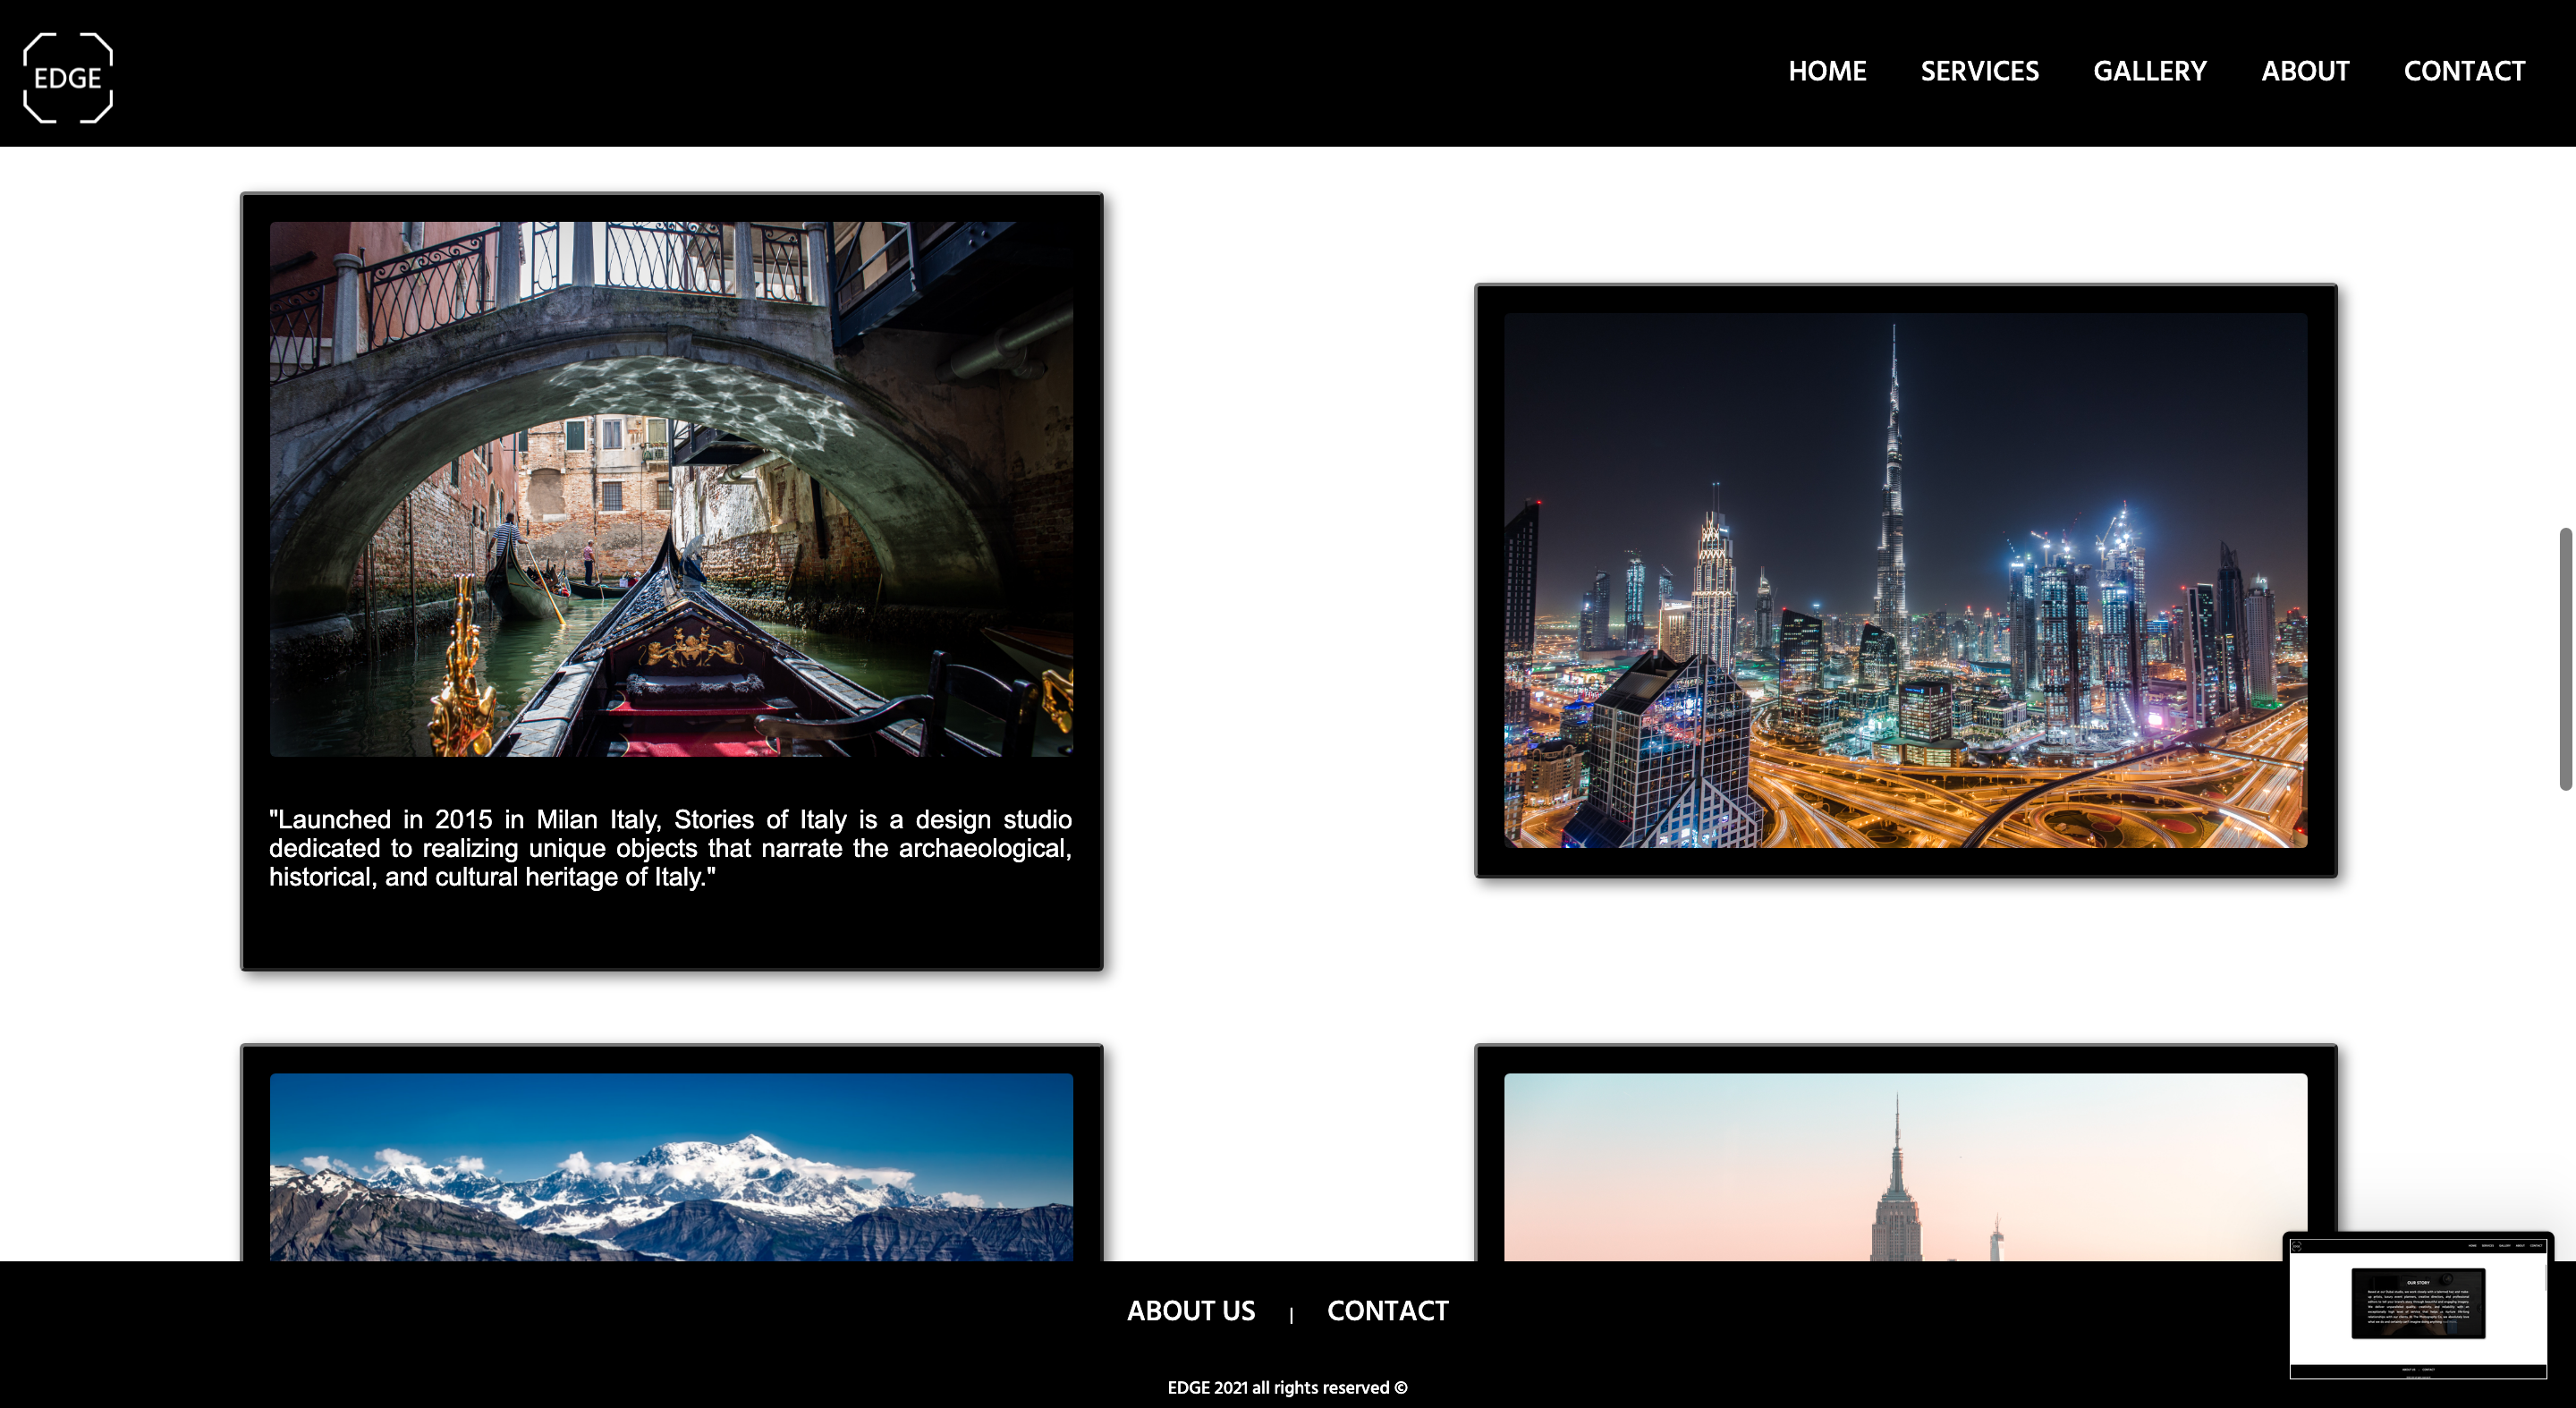 EDGE
HOME SERVICES GALLERY ABOUT CONTACT
"Launched in 2015 in Milan Italy, Stories of Italy is a design studio
dedicated to realizing unique objects that narrate the archaeological,
historical, and cultural heritage of Italy."
ABOUT US | CONTACT
EDGE 2021 all rights reserved ©
OUR STORY